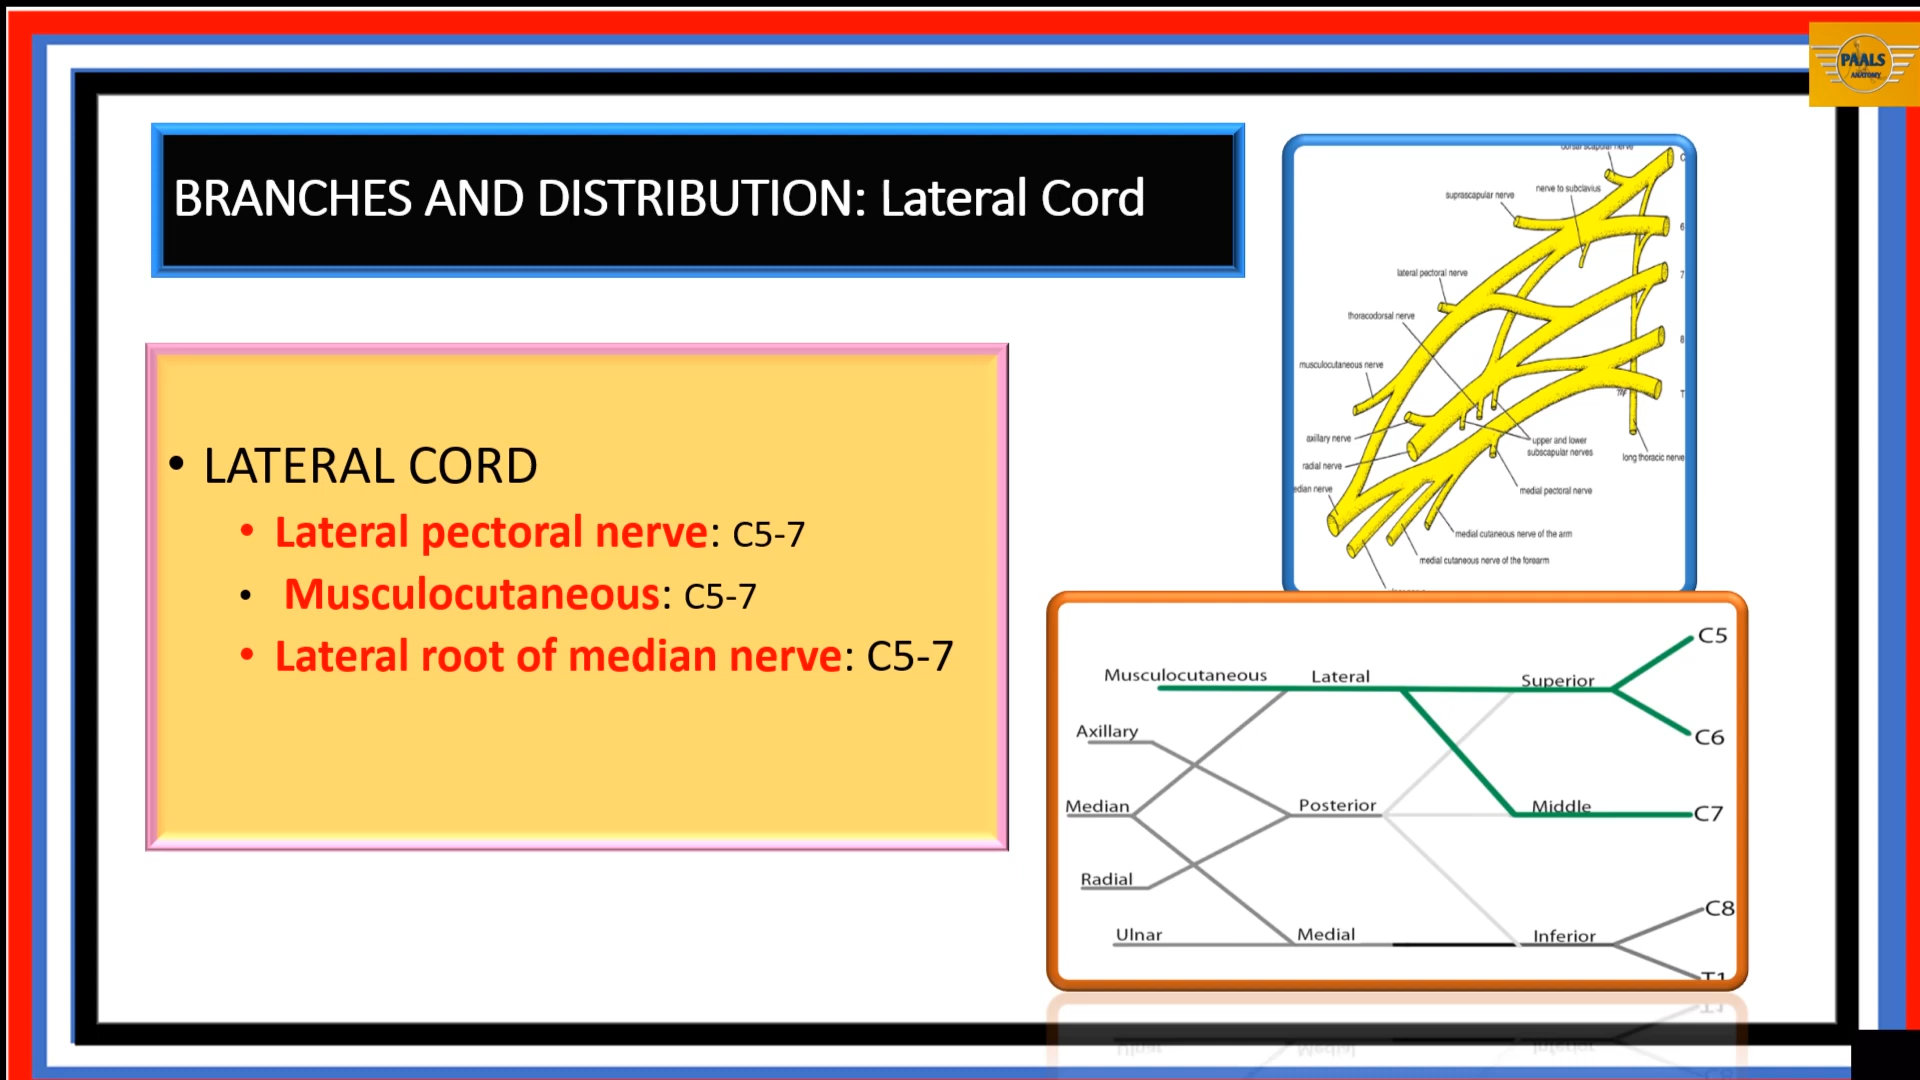 PAALS
ANATOMY
BRANCHES AND DISTRIBUTION: Lateral Cord
• LATERAL CORD
• Lateral pectoral nerve: C5-7
• Musculocutaneous: C5-7
• Lateral root of median nerve: C5-7
dorsal scapular nerve
C
suprascapular nerve
nerve to subclavius
6
lateral pectoral nerve
7
thoracodorsal nerve
8
musculocutaneous nerve
T
axillary nerve
upper and lower
subscapular nerves
long thoracic nerve
radial nerve
edian nerve
medial pectoral nerve
medial cutaneous nerve of the arm
medial cutaneous nerve of the forearm
C5
Musculocutaneous
Lateral
Superior
Axillary
C6
Median
Posterior
Middle
C7
Radial
C8
Ulnar
Medial
Inferior
T1